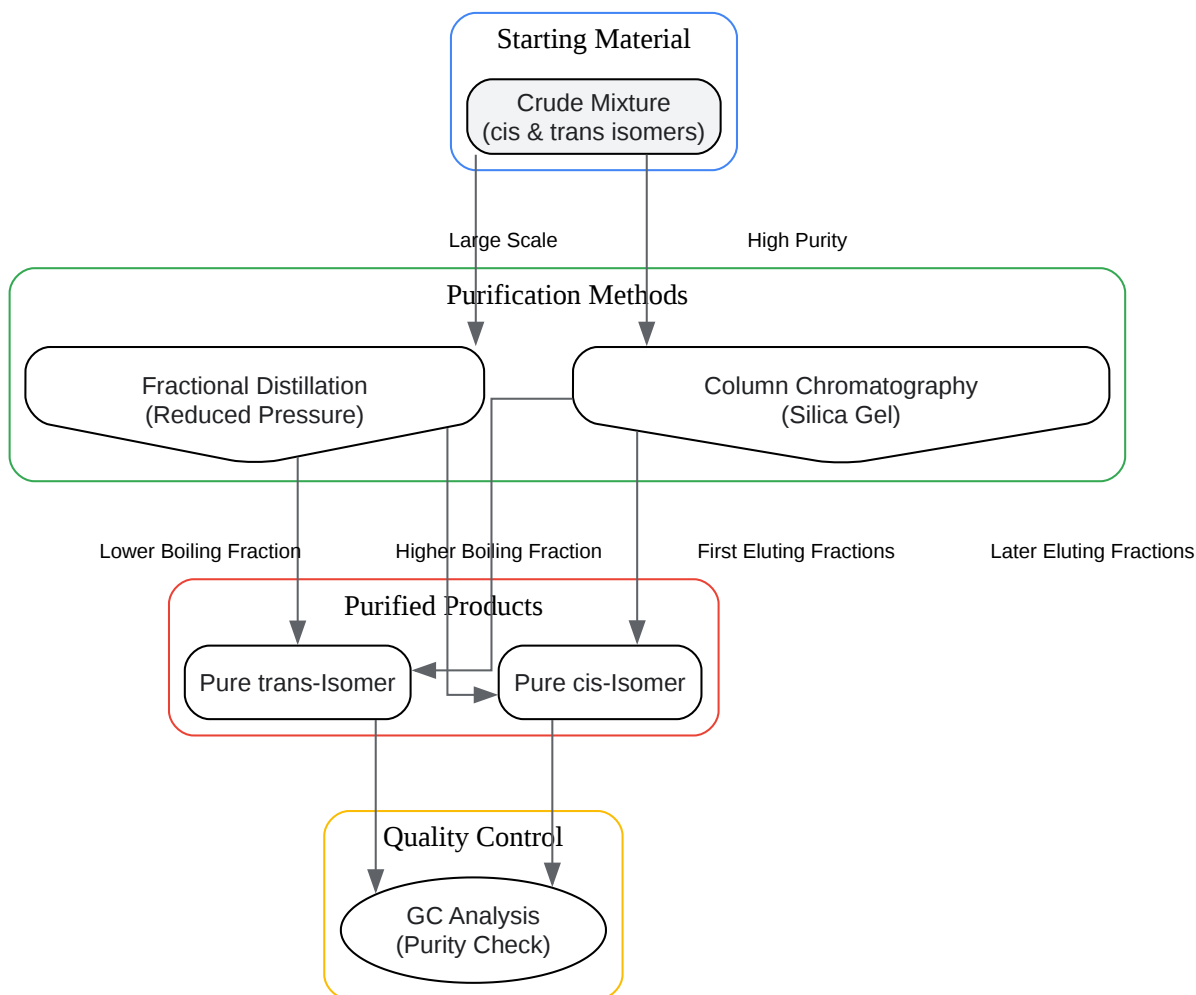 Starting Material
Crude Mixture
(cis & trans isomers)
Large Scale
High Purity
Purification Methods
Fractional Distillation
(Reduced Pressure)
Column Chromatography
(Silica Gel)
Lower Boiling Fraction
Higher Boiling Fraction
First Eluting Fractions
Later Eluting Fractions
Purified Products
Pure trans-Isomer
Pure cis-Isomer
Quality Control
GC Analysis
(Purity Check)